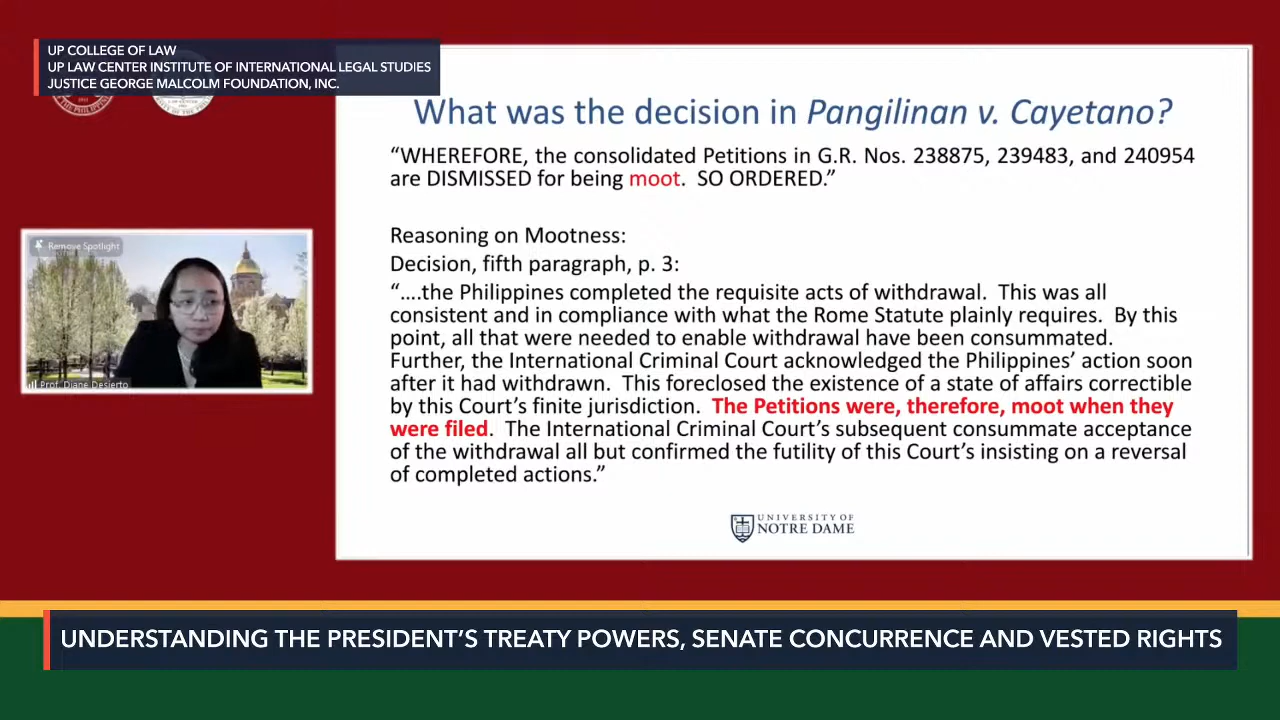 UP COLLEGE OF LAW
UP LAW CENTER INSTITUTE OF INTERNATIONAL LEGAL STUDIES
JUSTICE GEORGE MALCOLM FOUNDATION, INC.
What was the decision in Pangilinan v. Cayetano?
“WHEREFORE, the consolidated Petitions in G.R. Nos. 238875, 239483, and 240954
are DISMISSED for being moot. SO ORDERED.”
Reasoning on Mootness:
Decision, fifth paragraph, p. 3:
“....the Philippines completed the requisite acts of withdrawal. This was all
consistent and in compliance with what the Rome Statute plainly requires. By this
point, all that were needed to enable withdrawal have been consummated.
Further, the International Criminal Court acknowledged the Philippines’ action soon
after it had withdrawn. This foreclosed the existence of a state of affairs correctible
by this Court’s finite jurisdiction. The Petitions were, therefore, moot when they
were filed. The International Criminal Court’s subsequent consummate acceptance
of the withdrawal all but confirmed the futility of this Court’s insisting on a reversal
of completed actions.”
UNIVERSITY OF
NOTRE DAME
Remove Spotlight
Prof. Diane Desierto
UNDERSTANDING THE PRESIDENT’S TREATY POWERS, SENATE CONCURRENCE AND VESTED RIGHTS